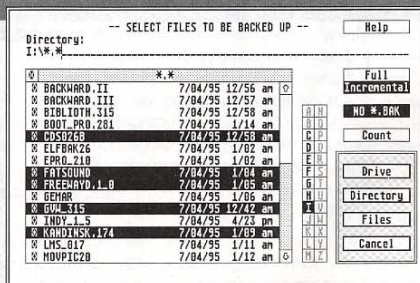 -- SELECT FILES TO BE BACKED UP --
Help
Directory:
I:\*.*
*.*
Full
Incremental
NO *.BAK
Count
Drive
Directory
Files
Cancel
BACKWARD.II 7/04/95 12/56 am
BACKWARD.III 7/04/95 12/57 am
BIBLIOTH.315 7/04/95 12/58 am
BOOT_PRO.281 7/04/95 1/14 am
CDS026B 7/04/95 12/58 am
ELFBAK26 7/04/95 1/02 am
EPRO_210 7/04/95 1/02 am
FATSOUND 7/04/95 1/04 am
FREEWAYD.1_0 7/04/95 1/05 am
GEMAR 7/04/95 1/06 am
GVW_315 7/04/95 12/42 am
INDY_1_5 7/04/95 4/23 pm
KANDINSK.174 7/04/95 1/09 am
LMS_017 7/04/95 1/11 am
MOVPIC20 7/04/95 1/12 am
A N
B O
C P
D Q
E R
F S
G T
H U
I V
J W
K X
L Y
M Z